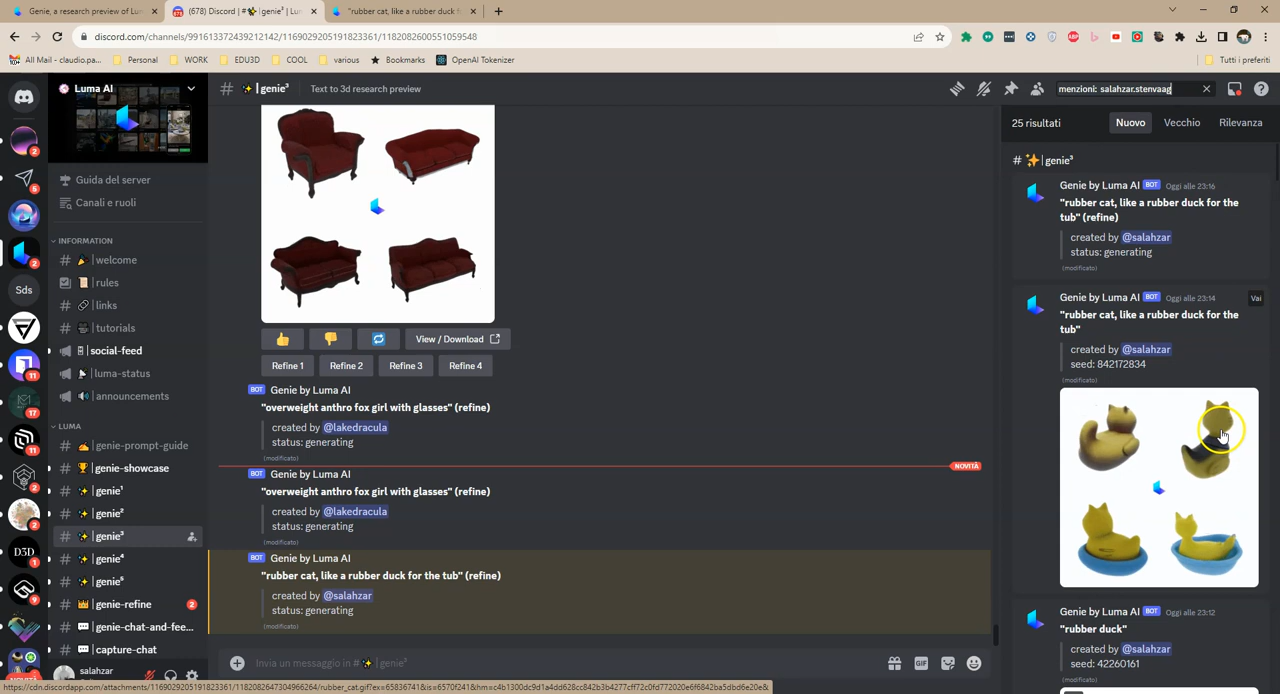 Genie, a research preview of Lum
(678) Discord | #✨│genie³ | Lum
"rubber cat, like a rubber duck fo
discord.com/channels/991613372439212142/1169029205191823361/1182082600551059548
All Mail - claudio.pa...
Personal
WORK
EDU3D
COOL
various
Bookmarks
OpenAI Tokenizer
Tutti i preferiti
Luma AI
# ✨│genie³
Text to 3d research preview
menzioni: salahzar.stenvaag
Guida del server
Canali e ruoli
INFORMATION
welcome
rules
links
tutorials
social-feed
luma-status
announcements
LUMA
genie-prompt-guide
genie-showcase
genie¹
genie²
genie³
genie⁴
genie⁵
genie-refine 2
genie-chat-and-fee...
capture-chat
salahzar
View / Download
Refine 1
Refine 2
Refine 3
Refine 4
BOT Genie by Luma AI
"overweight anthro fox girl with glasses" (refine)
created by @lakedracula
status: generating
(modificato)
NOVITÀ
BOT Genie by Luma AI
"overweight anthro fox girl with glasses" (refine)
created by @lakedracula
status: generating
(modificato)
BOT Genie by Luma AI
"rubber cat, like a rubber duck for the tub" (refine)
created by @salahzar
status: generating
(modificato)
Invia un messaggio in # ✨│genie³
GIF
25 risultati
Nuovo
Vecchio
Rilevanza
# ✨│genie³
Genie by Luma AI BOT Oggi alle 23:16
"rubber cat, like a rubber duck for the
tub" (refine)
created by @salahzar
status: generating
(modificato)
Genie by Luma AI BOT Oggi alle 23:14
Vai
"rubber cat, like a rubber duck for the
tub"
created by @salahzar
seed: 842172834
(modificato)
Genie by Luma AI BOT Oggi alle 23:12
"rubber duck"
created by @salahzar
seed: 42260161